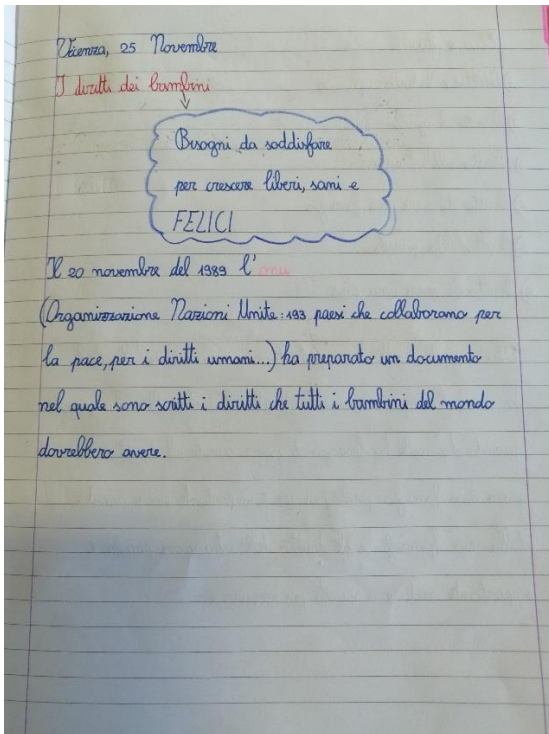 Vicenza, 25 Novembre
I diritti dei bambini
Bisogni da soddisfare
per crescere liberi, sani e
FELICI
Il 20 novembre del 1989 l'onu
(Organizzazione Nazioni Unite: 193 paesi che collaborano per
la pace, per i diritti umani...) ha preparato un documento
nel quale sono scritti i diritti che tutti i bambini del mondo
dovrebbero avere.